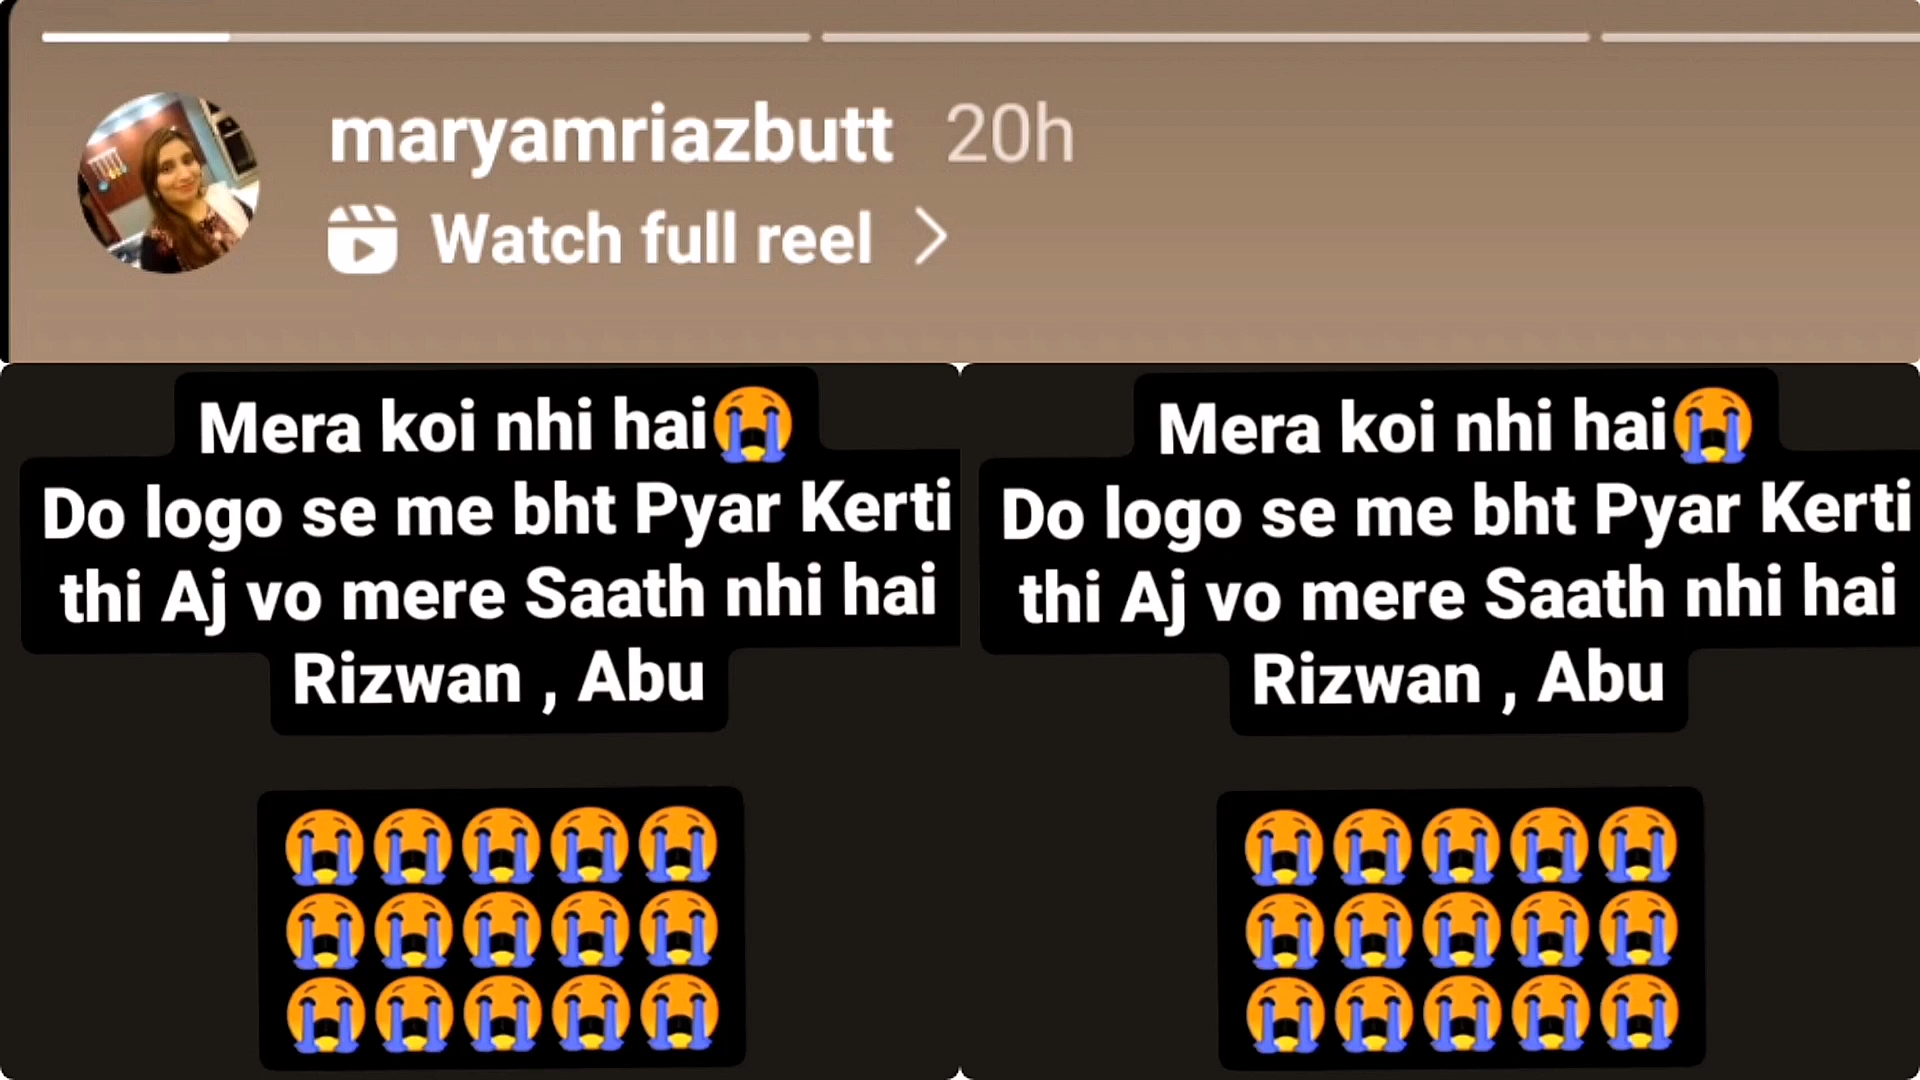 maryamriazbutt 20h
Watch full reel >
Mera koi nhi hai😭
Do logo se me bht Pyar Kerti
thi Aj vo mere Saath nhi hai
Rizwan , Abu
😭😭😭😭😭
😭😭😭😭😭
😭😭😭😭😭
Mera koi nhi hai😭
Do logo se me bht Pyar Kerti
thi Aj vo mere Saath nhi hai
Rizwan , Abu
😭😭😭😭😭
😭😭😭😭😭
😭😭😭😭😭